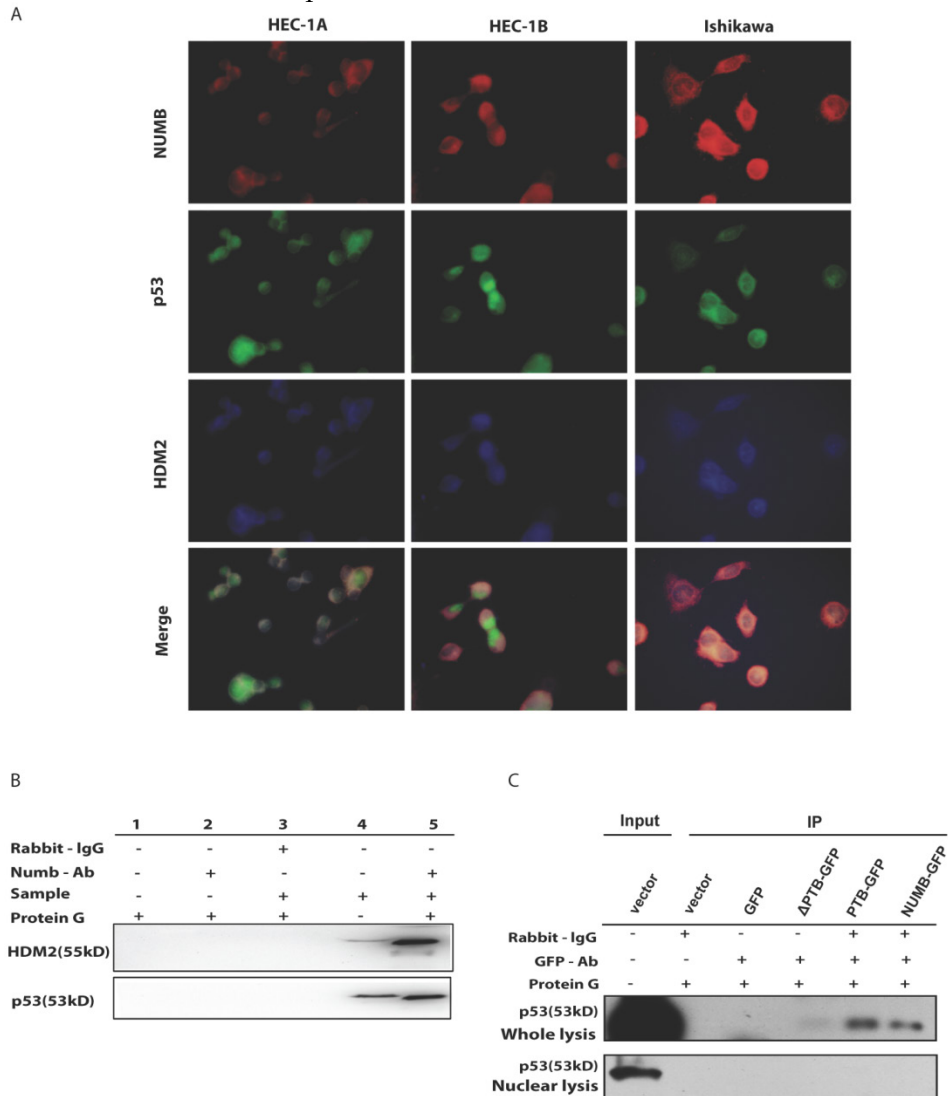 A
HEC-1A HEC-1B Ishikawa
NUMB
p53
HDM2
Merge
B
1 2 3 4 5
Rabbit - IgG - - + - -
Numb - Ab - + - - +
Sample - - + + +
Protein G + + + - +
HDM2(55kD)
p53(53kD)
C
Input IP
vector vector GFP ΔPTB-GFP PTB-GFP NUMB-GFP
Rabbit - IgG - + - - + +
GFP - Ab - - + + + +
Protein G - + + + + +
p53(53kD)
Whole lysis
p53(53kD)
Nuclear lysis